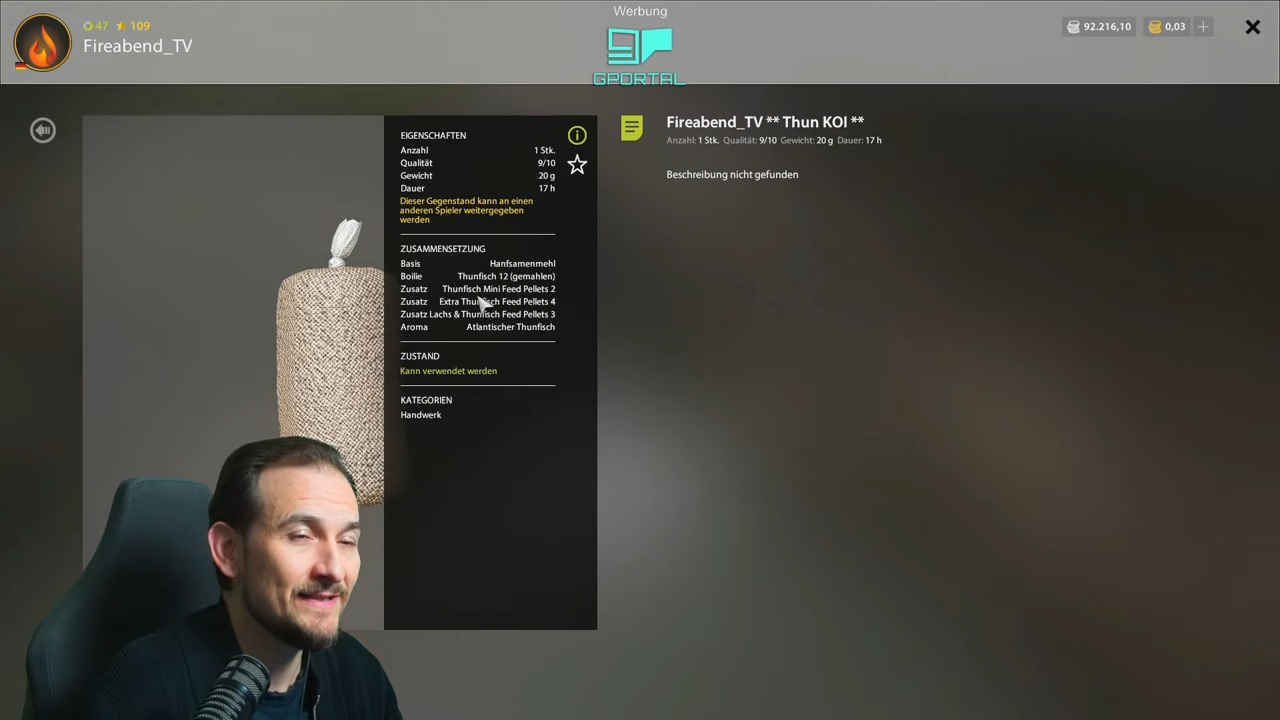 Werbung
47 109
Fireabend_TV
GPORTAL
92.216,10
0,03
EIGENSCHAFTEN
Anzahl 1 Stk.
Qualität 9/10
Gewicht 20 g
Dauer 17 h
Dieser Gegenstand kann an einen
anderen Spieler weitergegeben
werden
ZUSAMMENSETZUNG
Basis Hanfsamenmehl
Boilie Thunfisch 12 (gemahlen)
Zusatz Thunfisch Mini Feed Pellets 2
Zusatz Extra Thunfisch Feed Pellets 4
Zusatz Lachs & Thunfisch Feed Pellets 3
Aroma Atlantischer Thunfisch
ZUSTAND
Kann verwendet werden
KATEGORIEN
Handwerk
Fireabend_TV ** Thun KOI **
Anzahl: 1 Stk. Qualität: 9/10 Gewicht: 20 g Dauer: 17 h
Beschreibung nicht gefunden